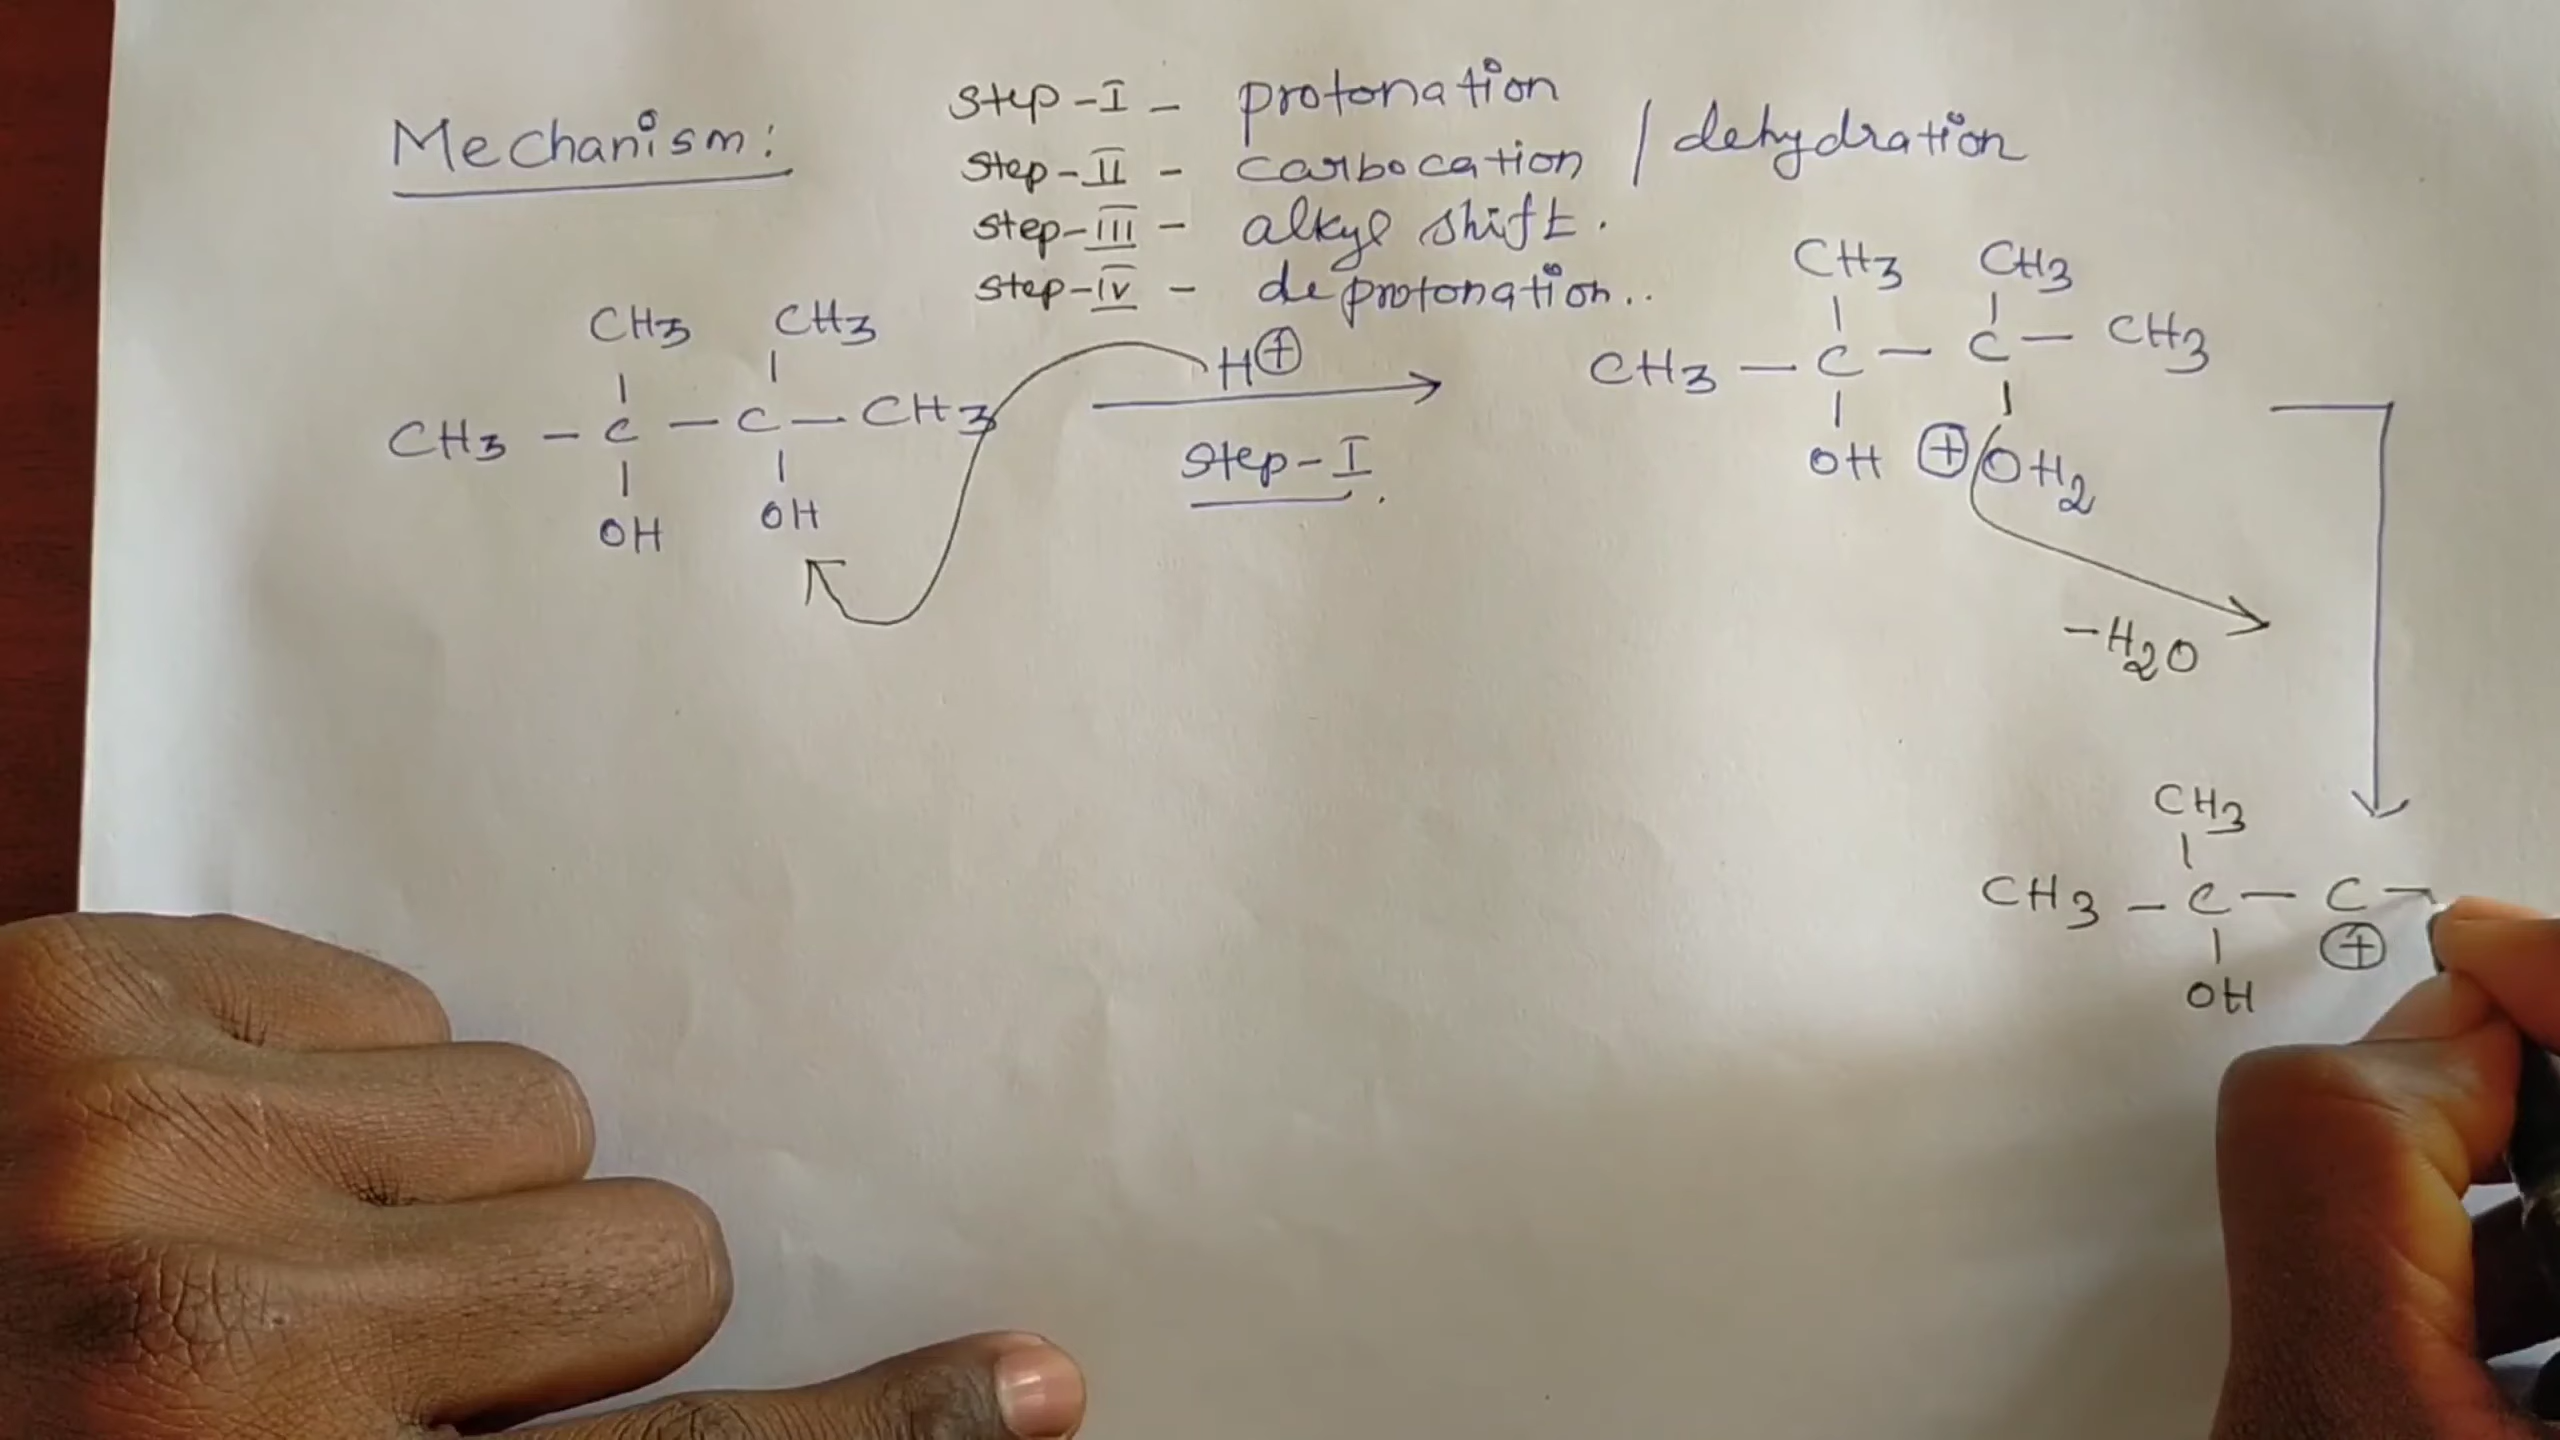 Mechanism:
Step-I - protonation
Step-II - carbocation / dehydration
Step-III - alkyl shift.
Step-IV - deprotonation..
CH3 CH3
CH3 - C - C - CH3
OH OH
H⊕
Step-I.
CH3 CH3
CH3 - C - C - CH3
OH ⊕OH2
-H2O
CH3
CH3 - C - C -
OH ⊕